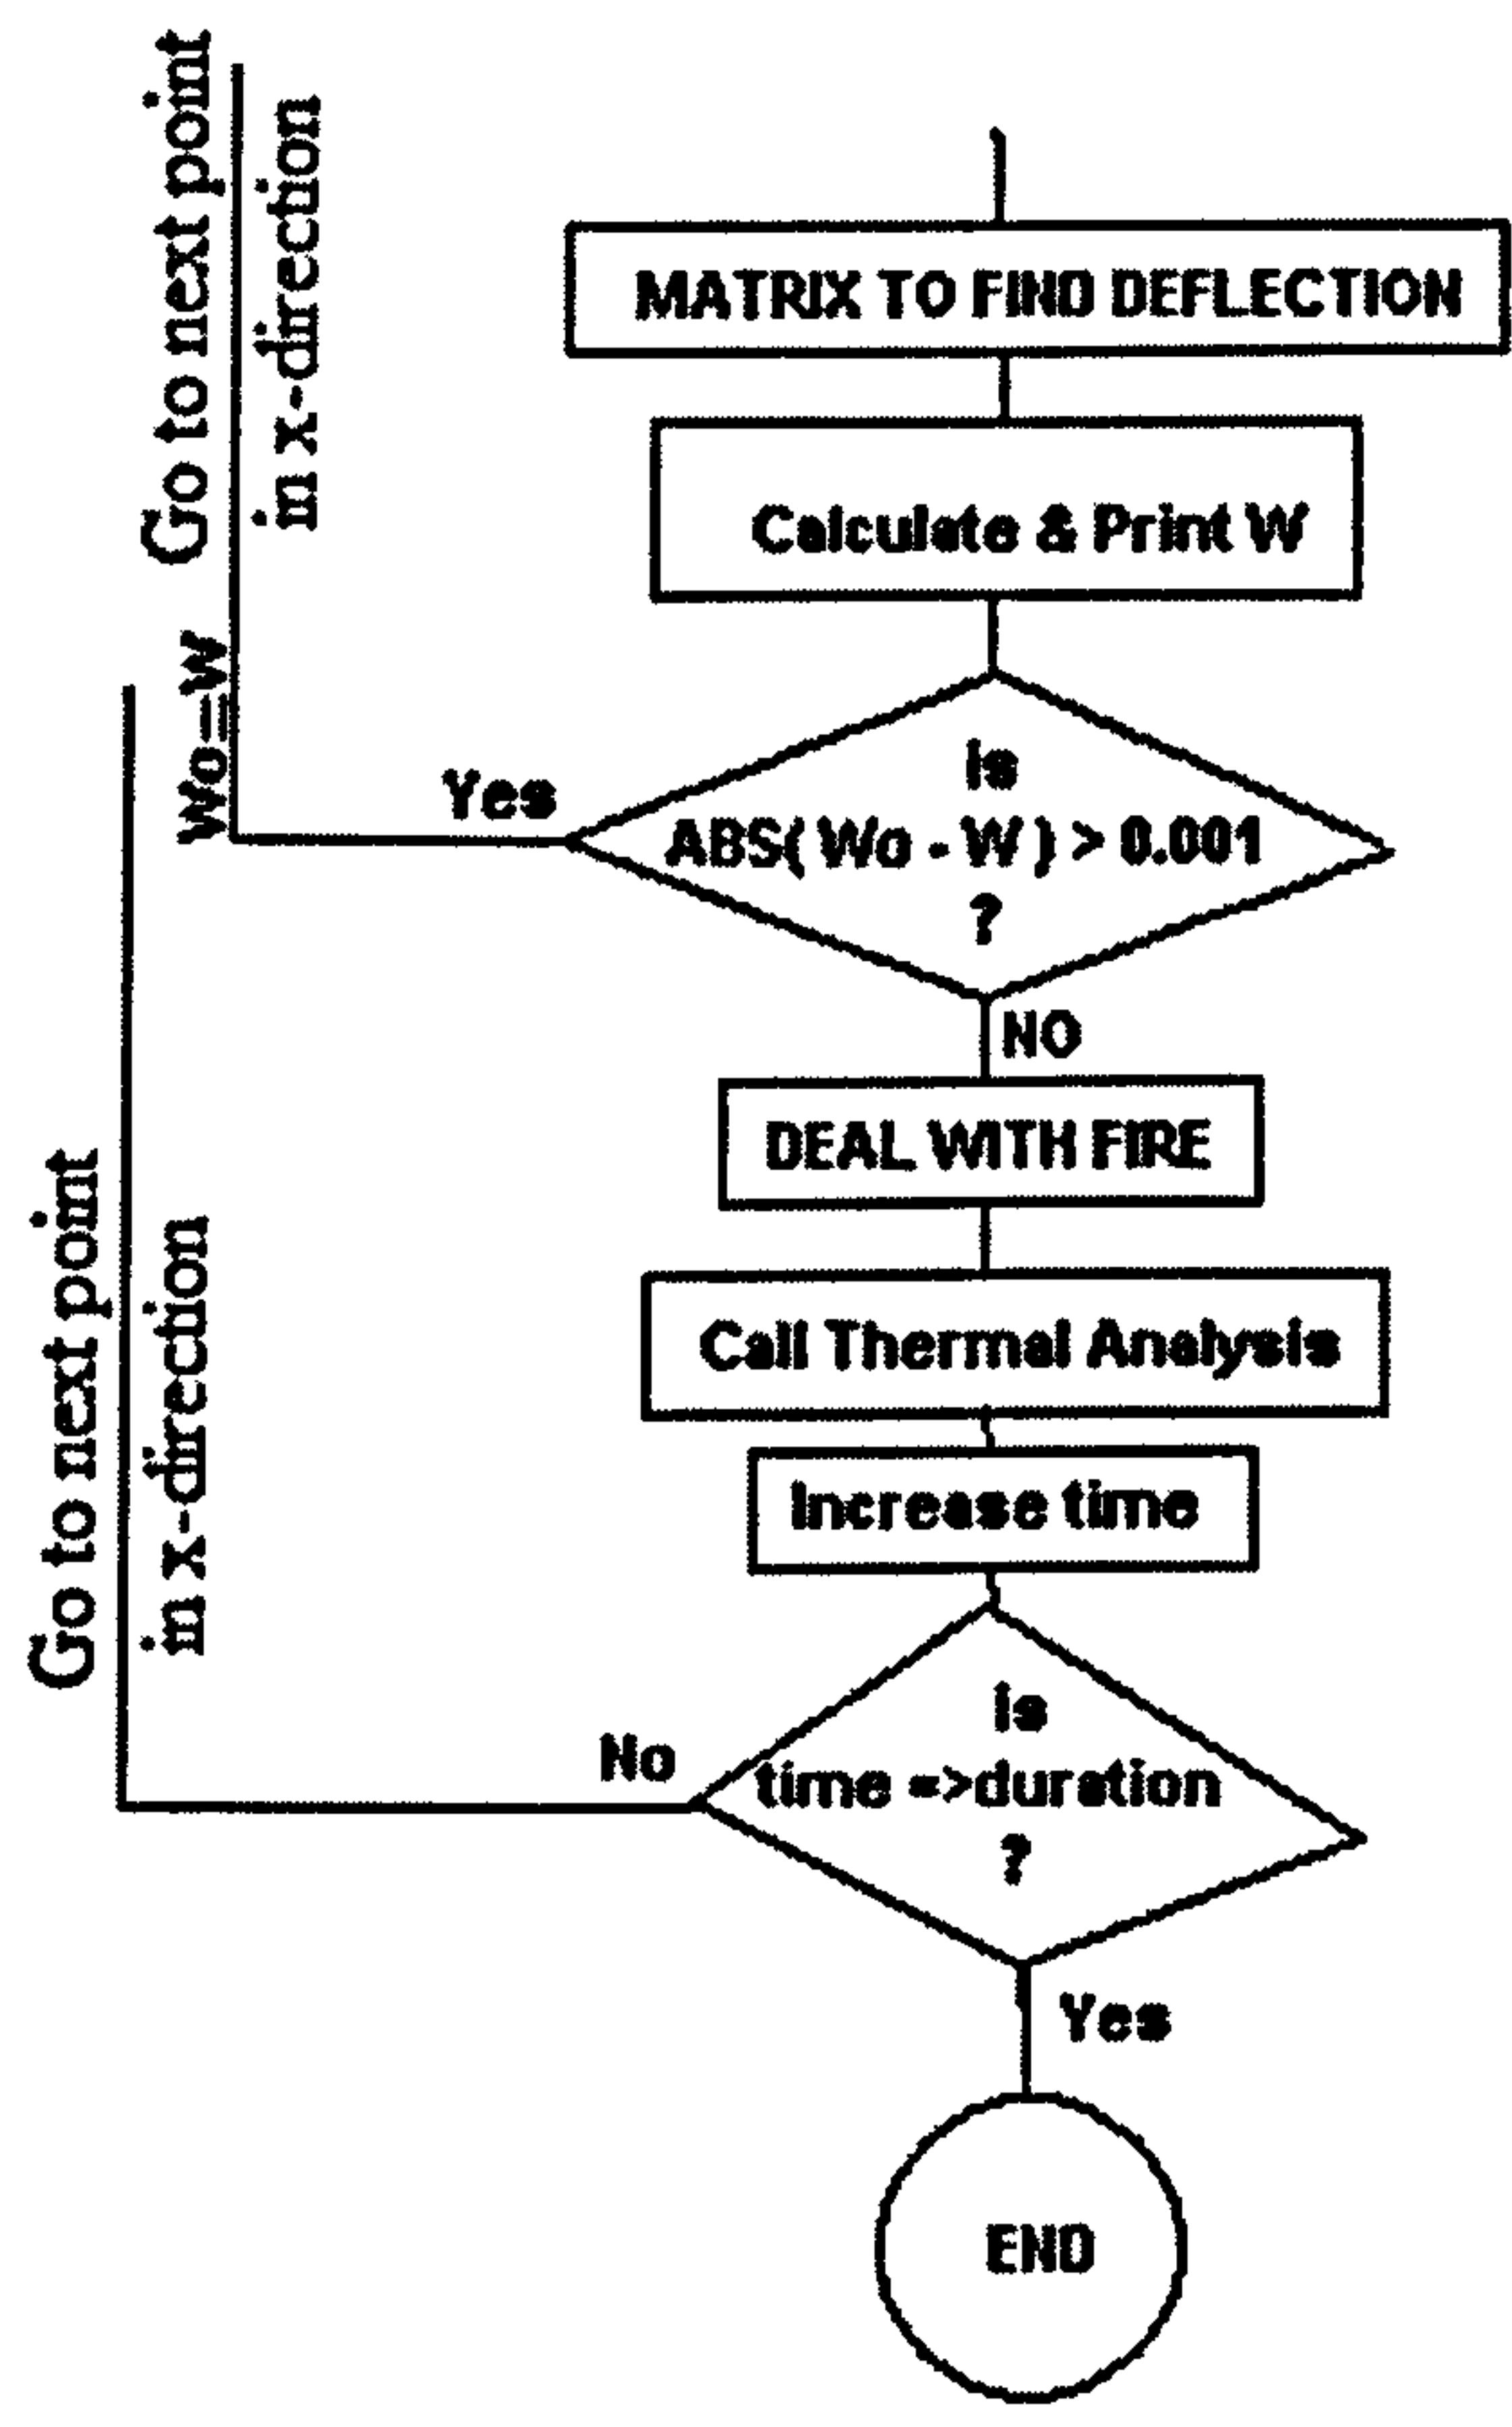 Go to next point
in x-direction
Wo=W
MATRIX TO FIND DEFLECTION
Calculate & Print W
Yes
is
ABS( Wo - W ) > 0.001
?
NO
DEAL WITH FIRE
Call Thermal Analysis
Increase time
Go to next point
in x-direction
No
is
time =>duration
?
Yes
END